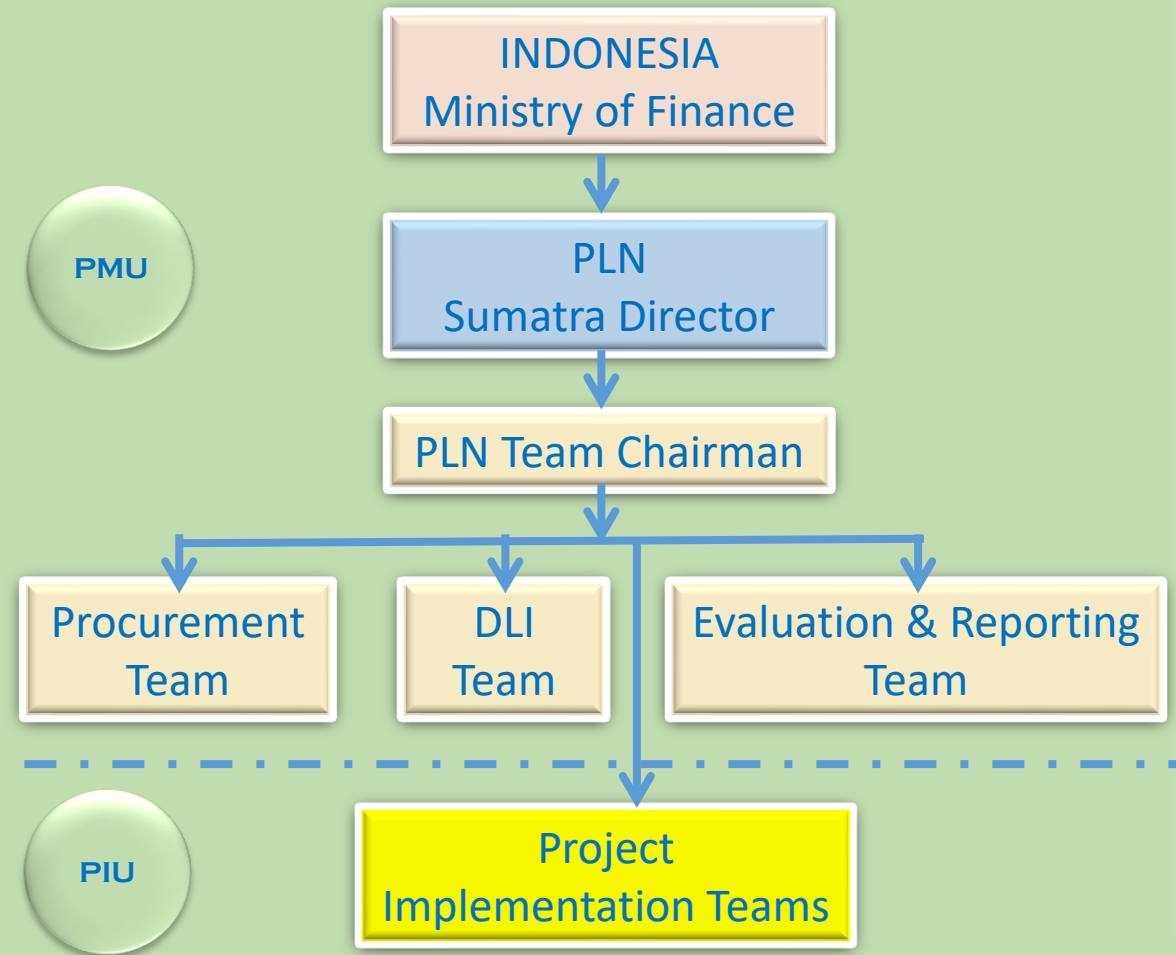 INDONESIA
Ministry of Finance
PMU
PLN
Sumatra Director
PLN Team Chairman
Procurement
Team
DLI
Team
Evaluation & Reporting
Team
PIU
Project
Implementation Teams